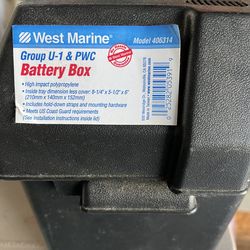 West Marine®
Model 406314
Group U-1 & PWC
Battery Box
• High impact polypropylene
• Inside tray dimension less cover: 8-1/4" x 5-1/2" x 6"
(210mm x 140mm x 152mm)
• Includes hold-down straps and mounting hardware
• Meets US Coast Guard requirements
(See installation instructions inside lid)